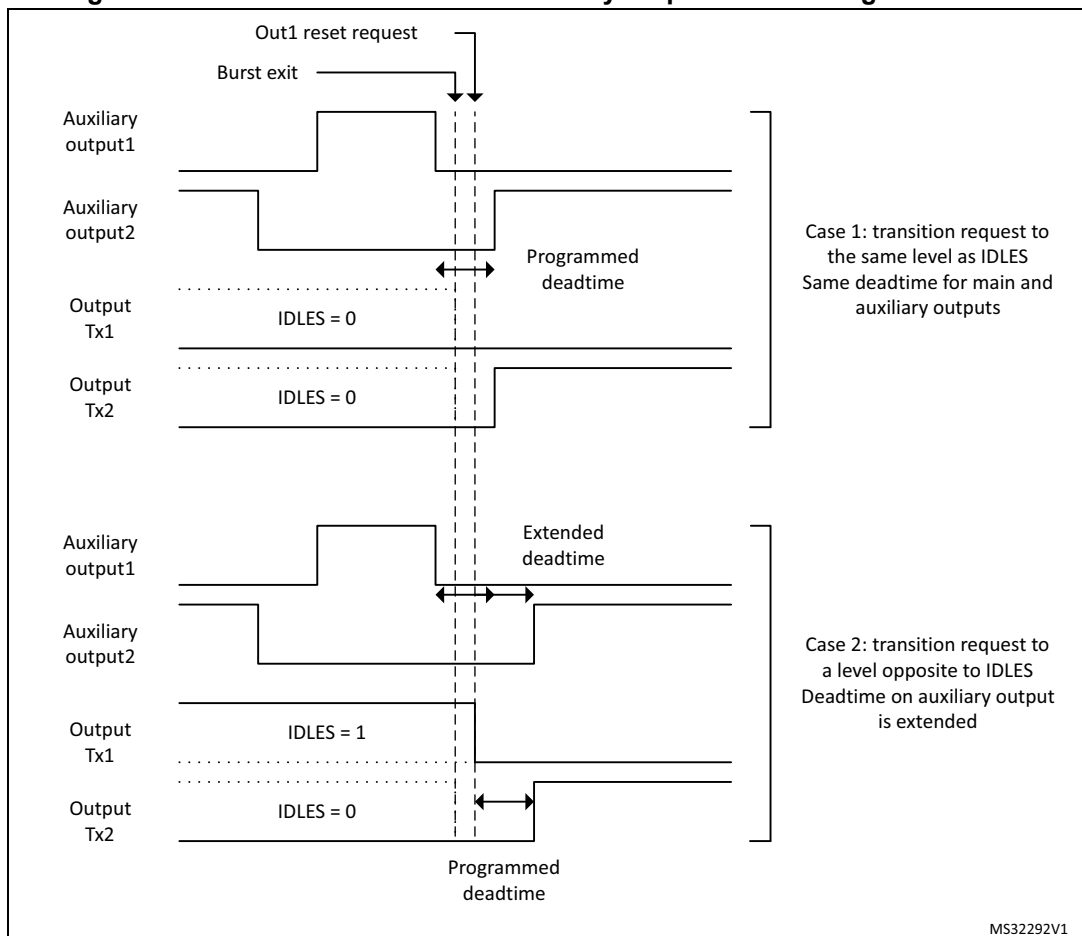 Out1 reset request
Burst exit
Auxiliary
output1
Auxiliary
output2
Programmed
deadtime
Output
Tx1
IDLES = 0
Output
Tx2
IDLES = 0
Case 1: transition request to
the same level as IDLES
Same deadtime for main and
auxiliary outputs
Auxiliary
output1
Extended
deadtime
Auxiliary
output2
Output
Tx1
IDLES = 1
Output
Tx2
IDLES = 0
Programmed
deadtime
Case 2: transition request to
a level opposite to IDLES
Deadtime on auxiliary output
is extended
MS32292V1